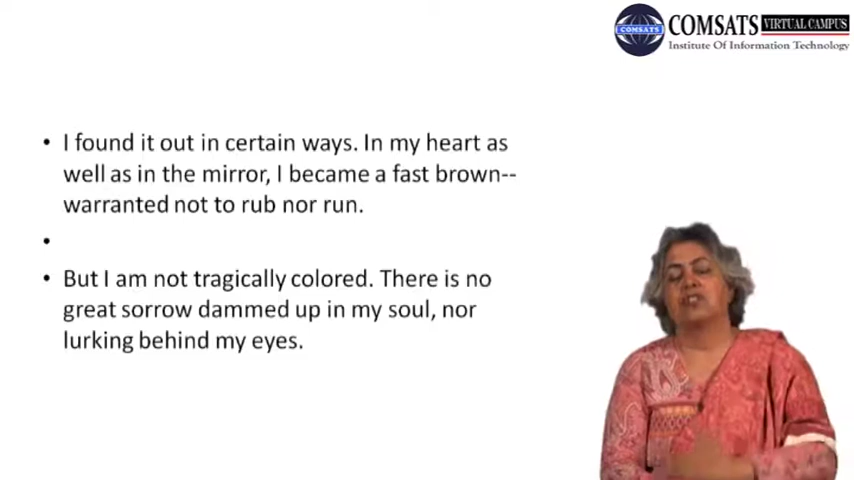 COMSATS
COMSATS VIRTUAL CAMPUS
Institute Of Information Technology
• I found it out in certain ways. In my heart as
well as in the mirror, I became a fast brown--
warranted not to rub nor run.
•
• But I am not tragically colored. There is no
great sorrow dammed up in my soul, nor
lurking behind my eyes.